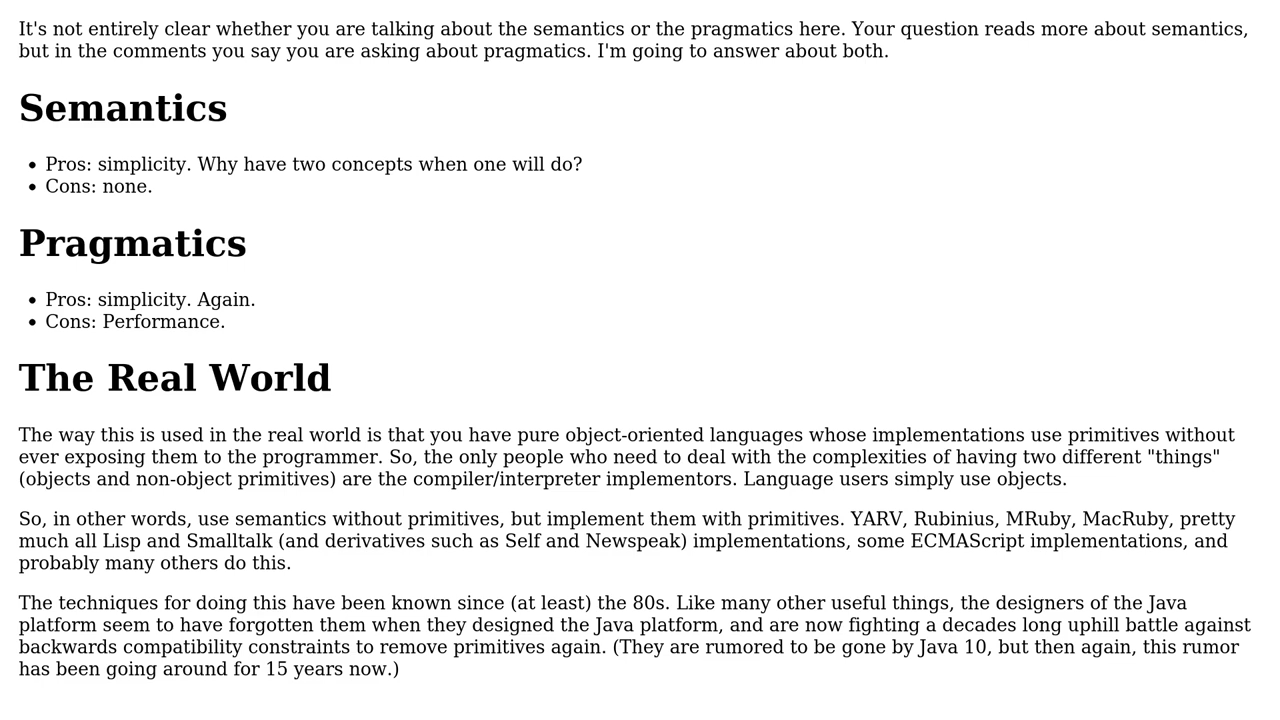 It's not entirely clear whether you are talking about the semantics or the pragmatics here. Your question reads more about semantics,
but in the comments you say you are asking about pragmatics. I'm going to answer about both.
Semantics
• Pros: simplicity. Why have two concepts when one will do?
• Cons: none.
Pragmatics
• Pros: simplicity. Again.
• Cons: Performance.
The Real World
The way this is used in the real world is that you have pure object-oriented languages whose implementations use primitives without
ever exposing them to the programmer. So, the only people who need to deal with the complexities of having two different "things"
(objects and non-object primitives) are the compiler/interpreter implementors. Language users simply use objects.
So, in other words, use semantics without primitives, but implement them with primitives. YARV, Rubinius, MRuby, MacRuby, pretty
much all Lisp and Smalltalk (and derivatives such as Self and Newspeak) implementations, some ECMAScript implementations, and
probably many others do this.
The techniques for doing this have been known since (at least) the 80s. Like many other useful things, the designers of the Java
platform seem to have forgotten them when they designed the Java platform, and are now fighting a decades long uphill battle against
backwards compatibility constraints to remove primitives again. (They are rumored to be gone by Java 10, but then again, this rumor
has been going around for 15 years now.)